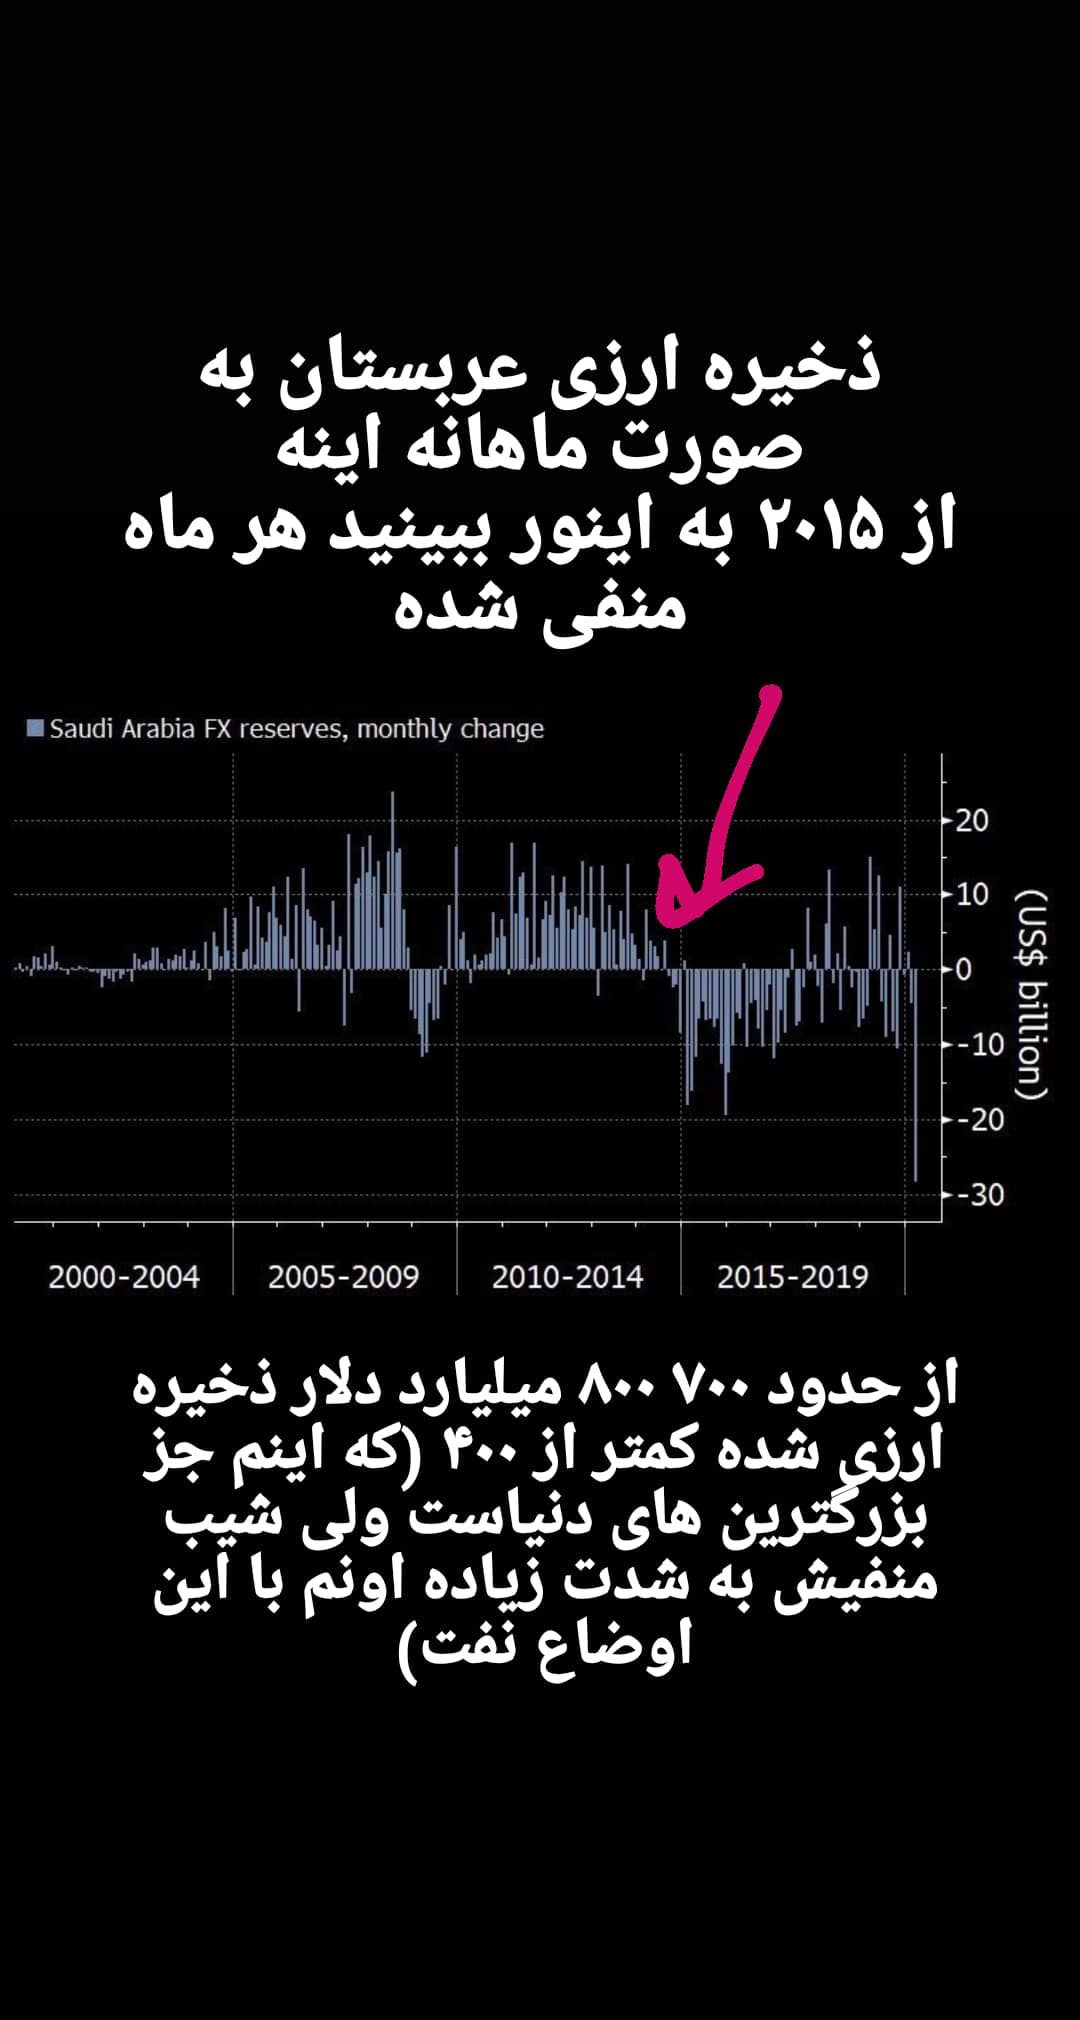 ذخیره ارزی عربستان به
صورت ماهانه اینه
از ۲۰۱۵ به اینور ببینید هر ماه
منفی شده
Saudi Arabia FX reserves, monthly change
20
10
0
-10
-20
-30
(US$ billion)
2000-2004 2005-2009 2010-2014 2015-2019
از حدود ۷۰۰ ۸۰۰ میلیارد دلار ذخیره
ارزی شده کمتر از ۴۰۰ (که اینم جز
بزرگترین های دنیاست ولی شیب
منفیش به شدت زیاده اونم با این
اوضاع نفت)